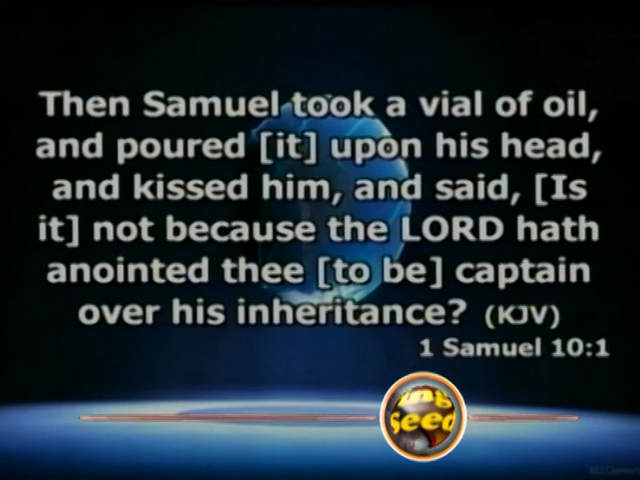 Then Samuel took a vial of oil,
and poured [it] upon his head,
and kissed him, and said, [Is
it] not because the LORD hath
anointed thee [to be] captain
over his inheritance? (KJV)
1 Samuel 10:1
ing
Seed